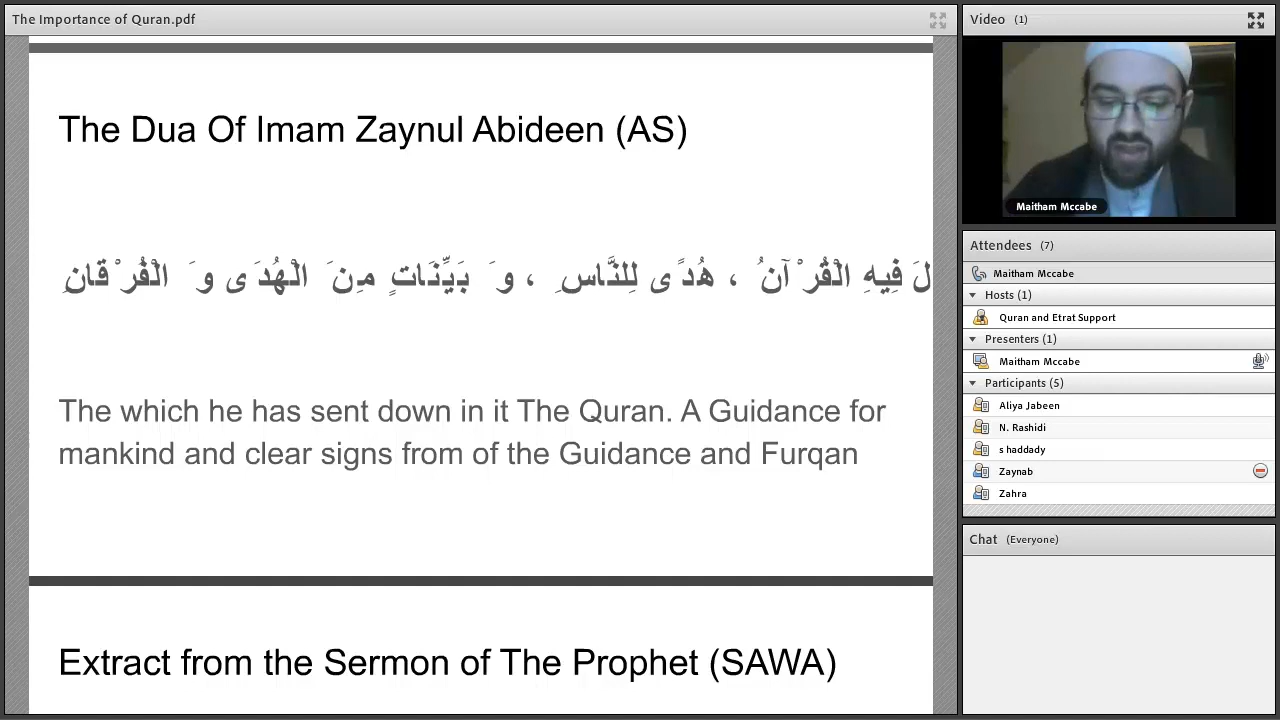 The Importance of Quran.pdf
The Dua Of Imam Zaynul Abideen (AS)
فِيهِ الْقُرْآنُ ، هُدًى لِلنَّاسِ ، وَ بَيِّنَاتٍ مِنَ الْهُدَى وَ الْفُرْقَانِ
The which he has sent down in it The Quran. A Guidance for
mankind and clear signs from of the Guidance and Furqan
Extract from the Sermon of The Prophet (SAWA)
Video (1)
Maitham Mccabe
Attendees (7)
Maitham Mccabe
Hosts (1)
Quran and Etrat Support
Presenters (1)
Maitham Mccabe
Participants (5)
Aliya Jabeen
N. Rashidi
s haddady
Zaynab
Zahra
Chat (Everyone)